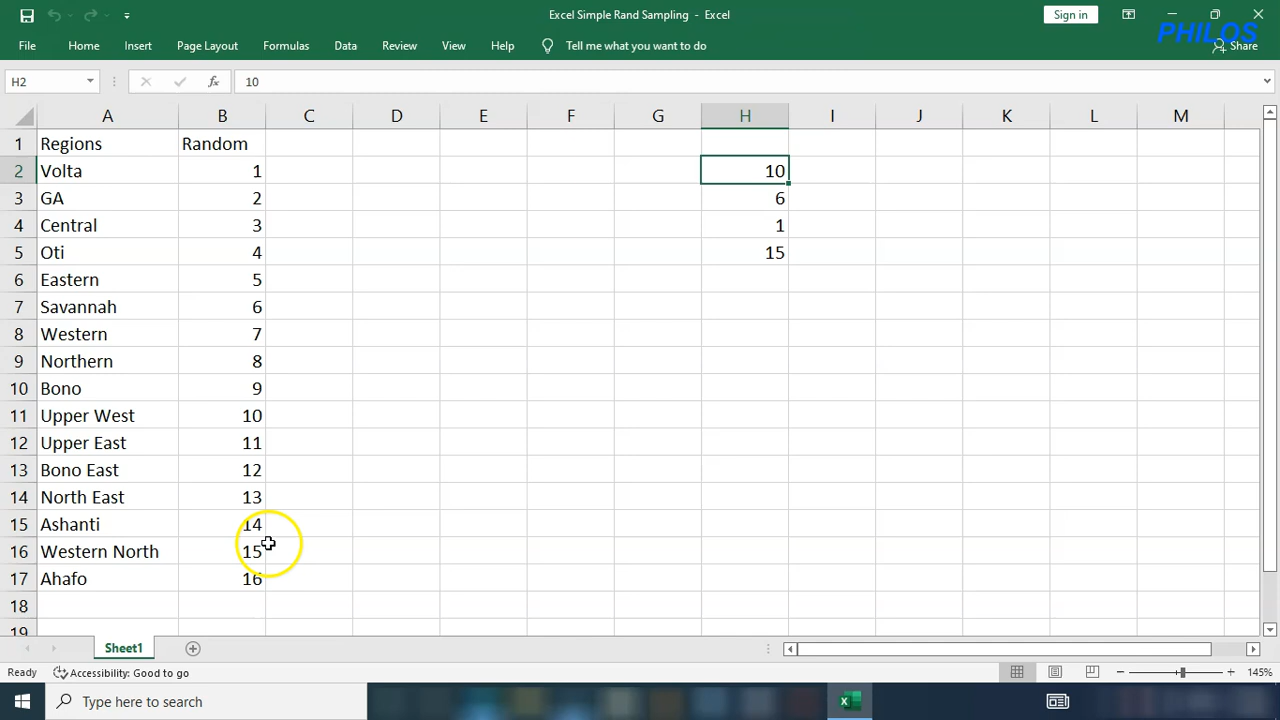 Excel Simple Rand Sampling - Excel
Sign in
PHILOS
File Home Insert Page Layout Formulas Data Review View Help Tell me what you want to do Share
H2 fx 10
A B C D E F G H I J K L M
1 Regions Random
2 Volta 1 10
3 GA 2 6
4 Central 3 1
5 Oti 4 15
6 Eastern 5
7 Savannah 6
8 Western 7
9 Northern 8
10 Bono 9
11 Upper West 10
12 Upper East 11
13 Bono East 12
14 North East 13
15 Ashanti 14
16 Western North 15
17 Ahafo 16
18
19
Sheet1
Ready Accessibility: Good to go 145%
Type here to search